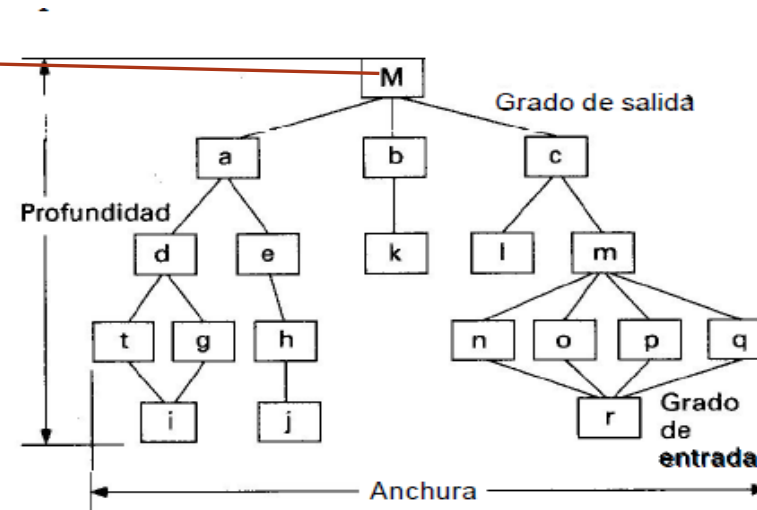 M
Grado de salida
a
b
c
Profundidad
d
e
k
l
m
t
g
h
n
o
p
q
i
j
r
Grado
de
entrada
Anchura